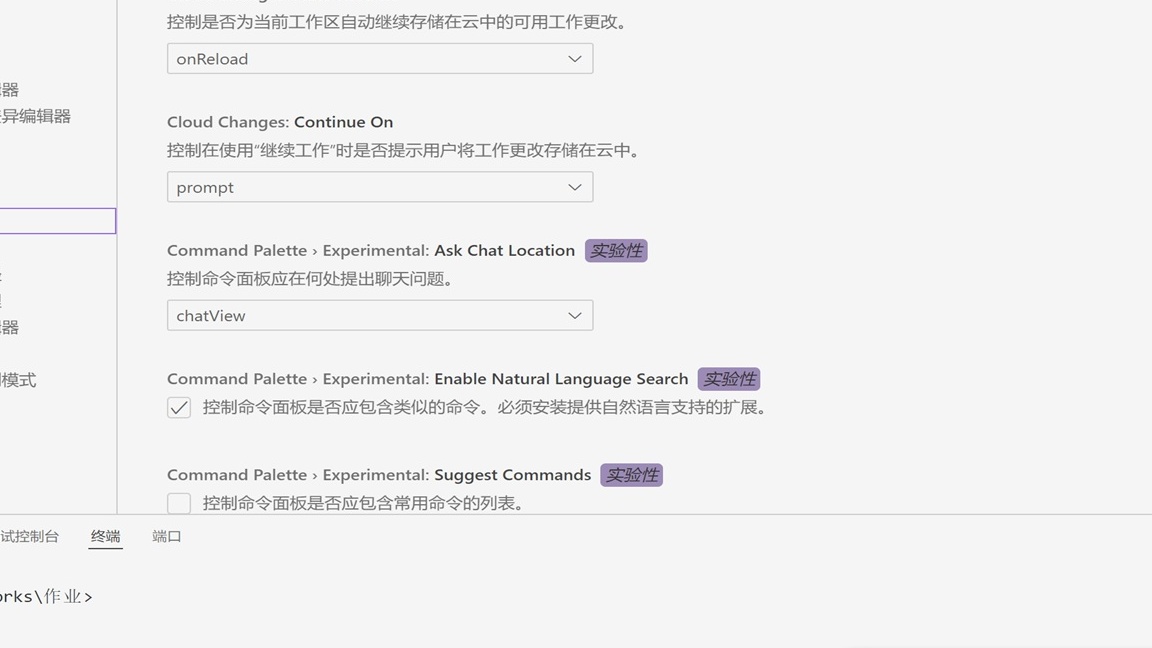 控制是否为当前工作区自动继续存储在云中的可用工作更改。
onReload
器
异编辑器
Cloud Changes: Continue On
控制在使用“继续工作”时是否提示用户将工作更改存储在云中。
prompt
Command Palette › Experimental: Ask Chat Location 实验性
控制命令面板应在何处提出聊天问题。
chatView
器
模式
Command Palette › Experimental: Enable Natural Language Search 实验性
控制命令面板是否应包含类似的命令。必须安装提供自然语言支持的扩展。
Command Palette › Experimental: Suggest Commands 实验性
控制命令面板是否应包含常用命令的列表。
试控制台 终端 端口
orks\作业>